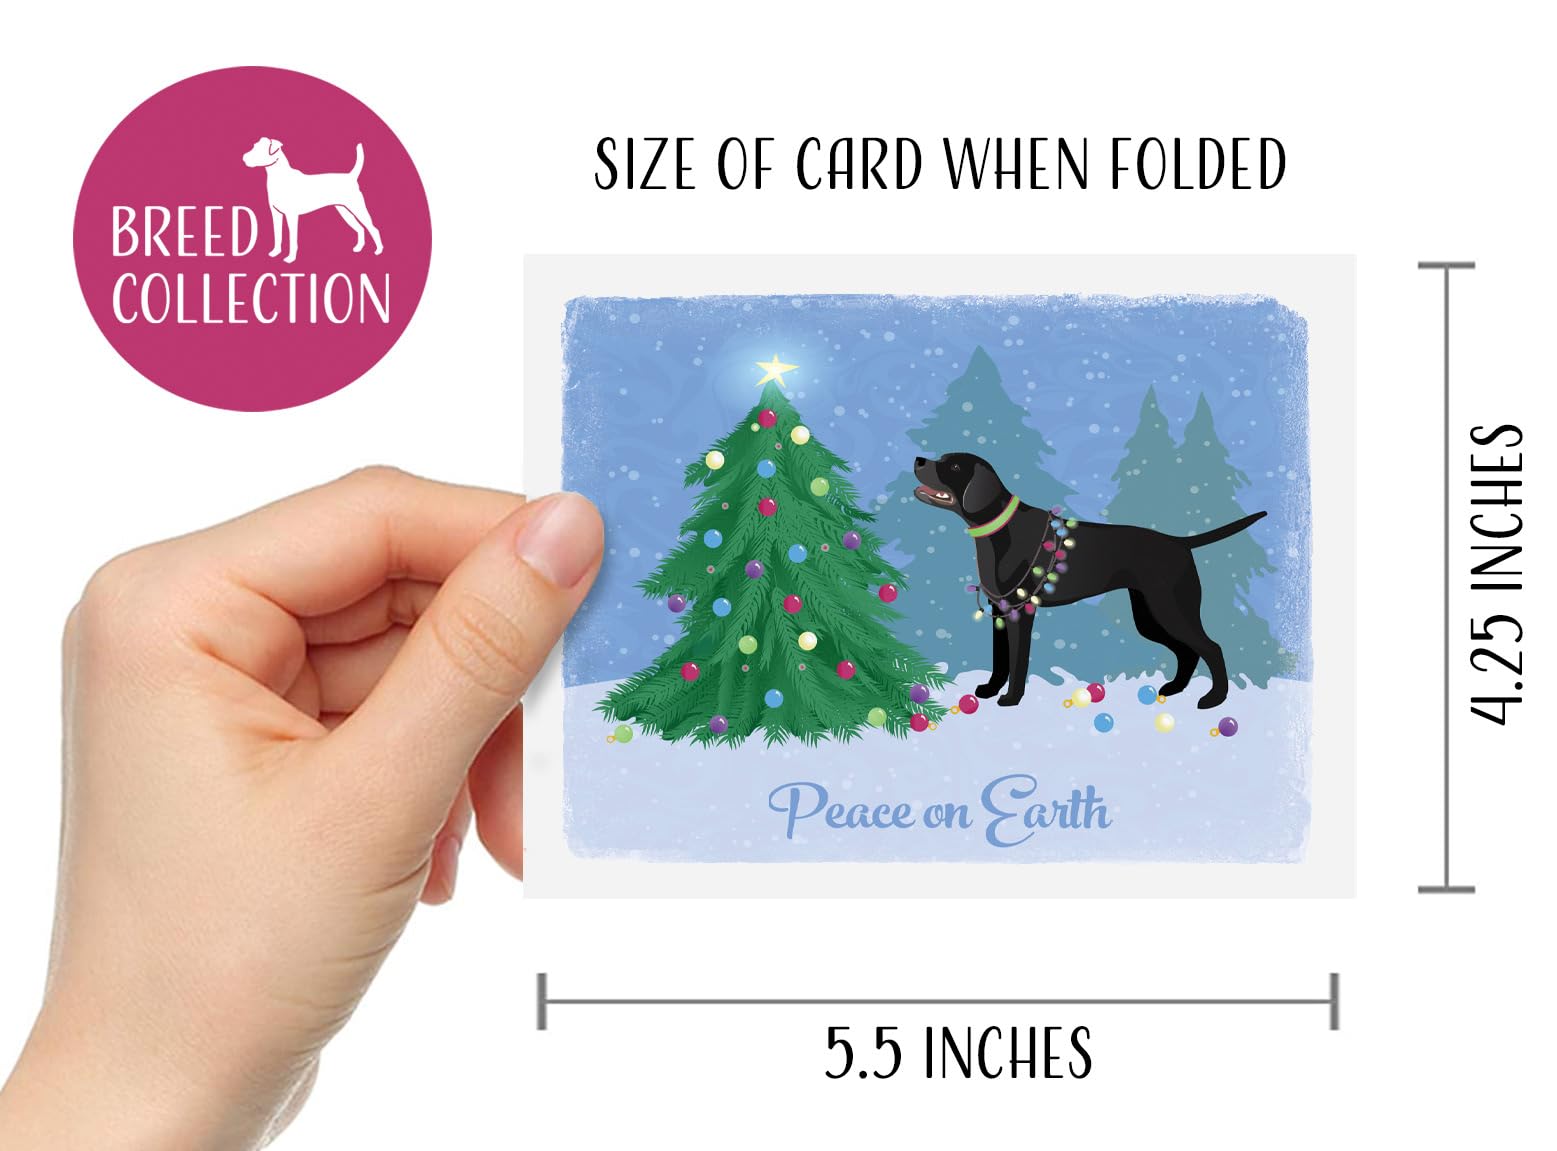 BREED
COLLECTION
SIZE OF CARD WHEN FOLDED
Peace on Earth
4.25 INCHES
5.5 INCHES